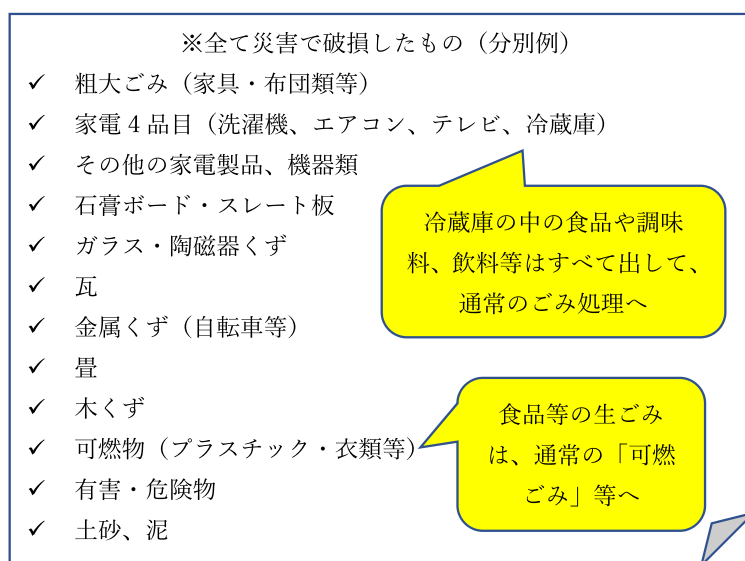 ※全て災害で破損したもの（分別例）
✓ 粗大ごみ（家具・布団類等）
✓ 家電４品目（洗濯機、エアコン、テレビ、冷蔵庫）
✓ その他の家電製品、機器類
✓ 石膏ボード・スレート板
✓ ガラス・陶磁器くず
✓ 瓦
✓ 金属くず（自転車等）
✓ 畳
✓ 木くず
✓ 可燃物（プラスチック・衣類等）
✓ 有害・危険物
✓ 土砂、泥
冷蔵庫の中の食品や調味
料、飲料等はすべて出して、
通常のごみ処理へ
食品等の生ごみ
は、通常の「可燃
ごみ」等へ